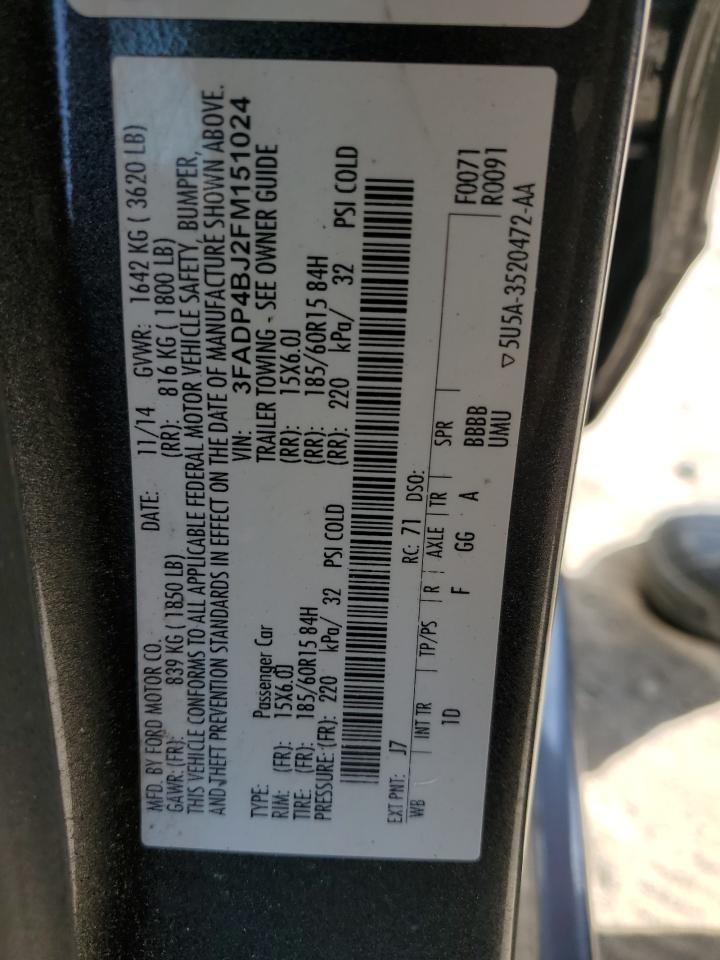 MFD. BY FORD MOTOR CO. DATE: 11/14 GVWR: 1642 KG ( 3620 LB)
GAWR: (FR): 839 KG ( 1850 LB) (RR): 816 KG ( 1800 LB)
THIS VEHICLE CONFORMS TO ALL APPLICABLE FEDERAL MOTOR VEHICLE SAFETY, BUMPER,
AND THEFT PREVENTION STANDARDS IN EFFECT ON THE DATE OF MANUFACTURE SHOWN ABOVE.
VIN: 3FADP4BJ2FM151024
TYPE: Passenger Car TRAILER TOWING - SEE OWNER GUIDE
RIM: (FR): 15X6.0J (RR): 15X6.0J
TIRE: (FR): 185/60R15 84H (RR): 185/60R15 84H
PRESSURE: (FR): 220 kPa/ 32 PSI COLD (RR): 220 kPa/ 32 PSI COLD
EXT PNT: J7 RC: 71 DSO: F0071
WB INT TR TP/PS R AXLE TR SPR R0091
1D F GG A BBBB
UMU
▽5U5A-3520472-AA